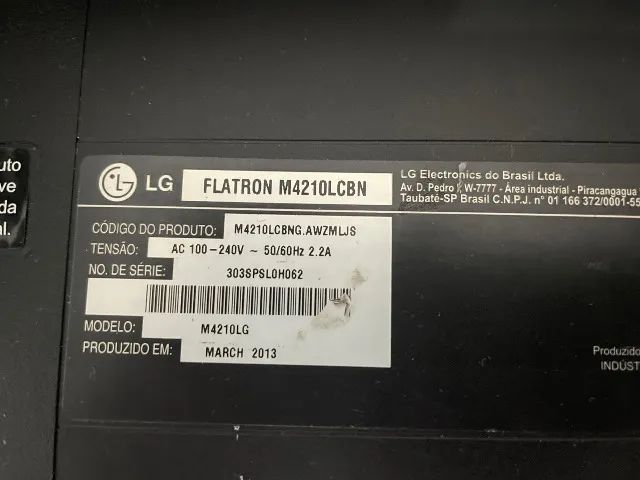 uto
ve
da
al.
LG FLATRON M4210LCBN
LG Electronics do Brasil Ltda.
Av. D. Pedro I, W-7777 - Área industrial - Piracangagua
Taubaté-SP Brasil C.N.P.J. n° 01 166 372/0001-55
CÓDIGO DO PRODUTO: M4210LCBNG.AWZMLJS
TENSÃO: AC 100-240V ~ 50/60Hz 2.2A
NO. DE SÉRIE: 303SPSL0H062
MODELO: M4210LG
PRODUZIDO EM: MARCH 2013
Produzido
INDÚST